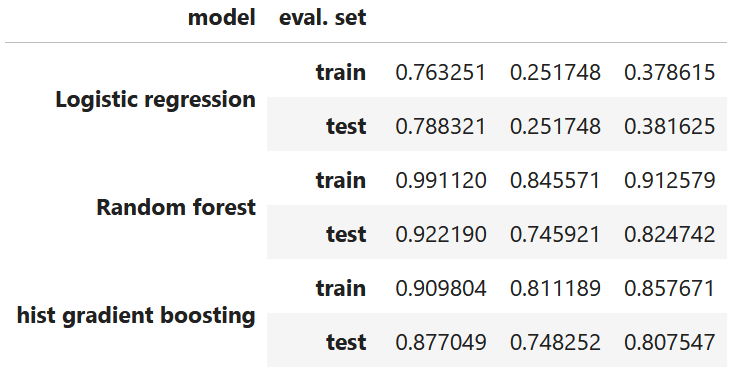 model eval. set
Logistic regression train 0.763251 0.251748 0.378615
test 0.788321 0.251748 0.381625
Random forest train 0.991120 0.845571 0.912579
test 0.922190 0.745921 0.824742
hist gradient boosting train 0.909804 0.811189 0.857671
test 0.877049 0.748252 0.807547